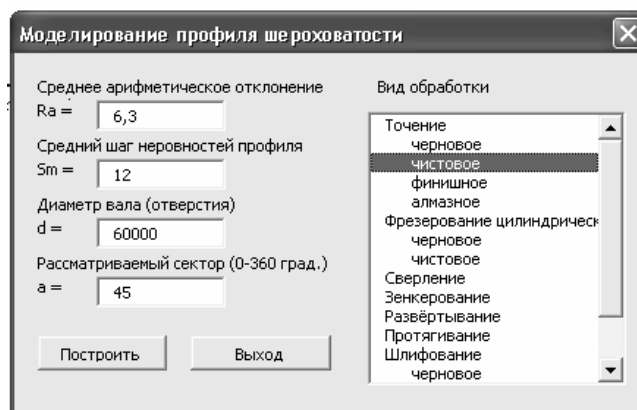 Моделирование профиля шероховатости
Среднее арифметическое отклонение
Ra =
6,3
Средний шаг неровностей профиля
Sm =
12
Диаметр вала (отверстия)
d =
60000
Рассматриваемый сектор (0-360 град.)
a =
45
Построить
Выход
Вид обработки
Точение
черновое
чистовое
финишное
алмазное
Фрезерование цилиндрическ
черновое
чистовое
Сверление
Зенкерование
Развёртывание
Протягивание
Шлифование
черновое